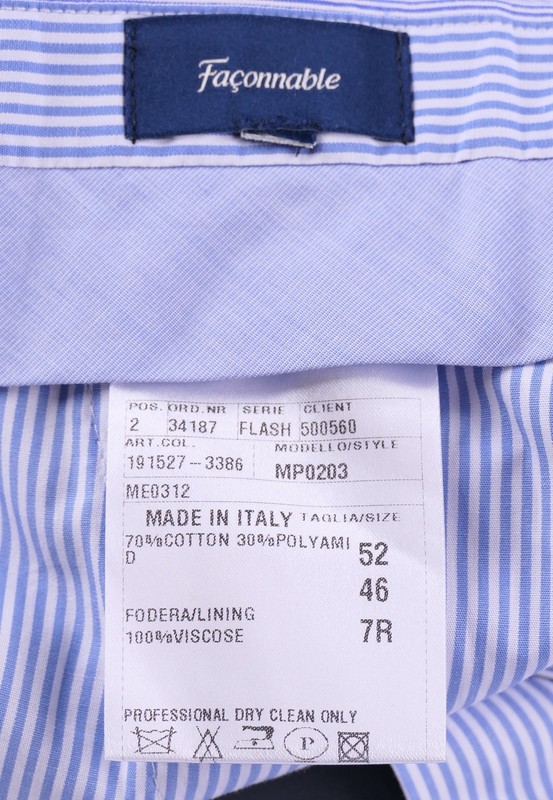 Façonnable
POS. ORD.NR SERIE CLIENT
2 34187 FLASH 500560
ART.COL. MODELLO/STYLE
191527-3386 MP0203
ME0312
MADE IN ITALY TAGLIA/SIZE
70%COTTON 30%POLYAMI 52
D
46
FODERA/LINING 7R
100%VISCOSE
PROFESSIONAL DRY CLEAN ONLY
P